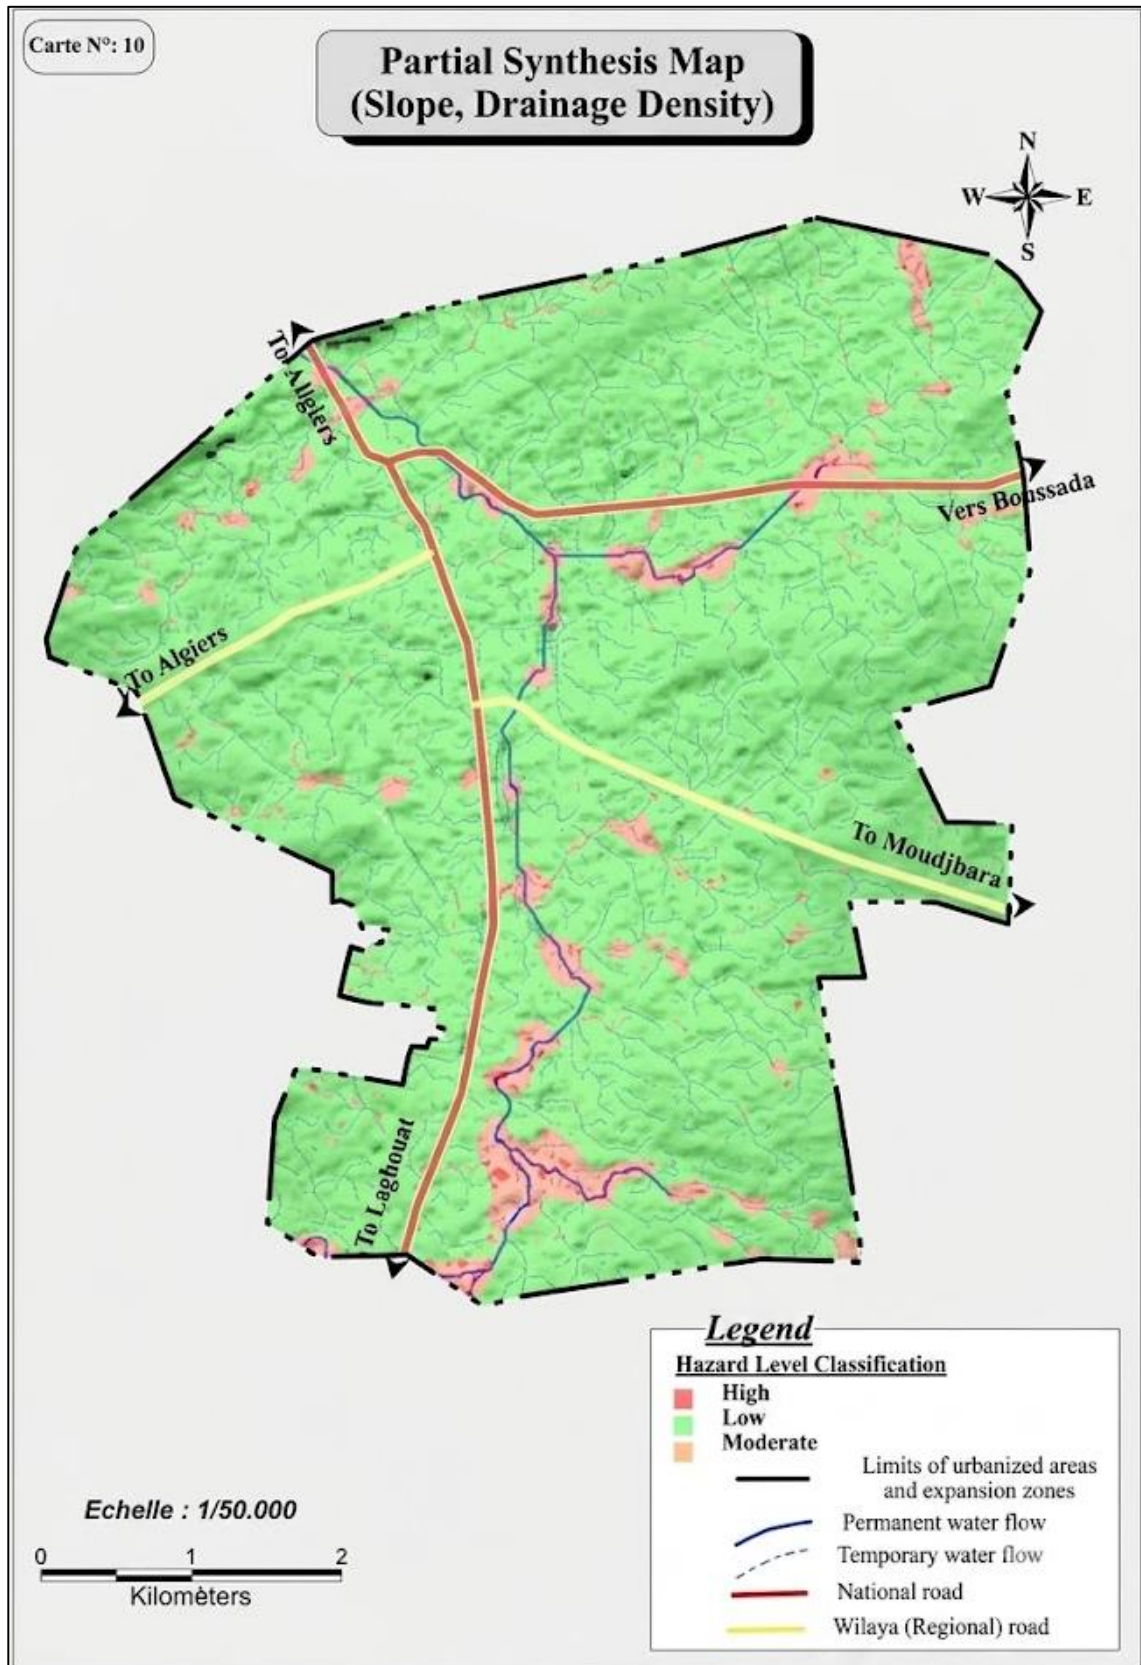 Carte N°: 10
Partial Synthesis Map
(Slope, Drainage Density)
N
W
E
S
To Allgiers
Vers Boussada
To Algiers
To Moudjbara
To Laghouat
Legend
Hazard Level Classification
High
Low
Moderate
Limits of urbanized areas
and expansion zones
Permanent water flow
Temporary water flow
National road
Wilaya (Regional) road
Echelle : 1/50.000
0 1 2
Kilometers